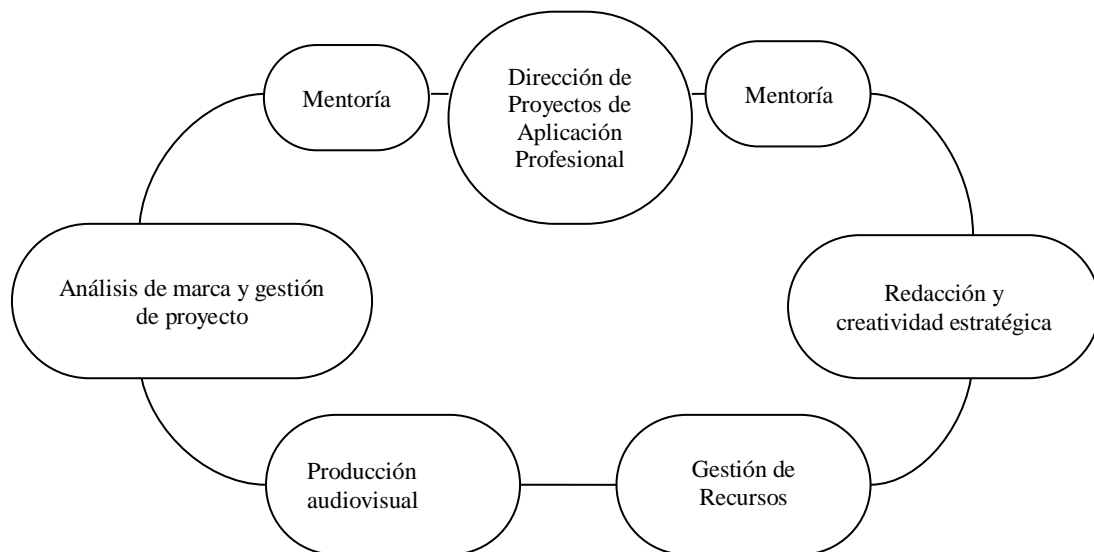 Mentoría
Dirección de
Proyectos de
Aplicación
Profesional
Mentoría
Análisis de marca y gestión
de proyecto
Redacción y
creatividad estratégica
Producción
audiovisual
Gestión de
Recursos